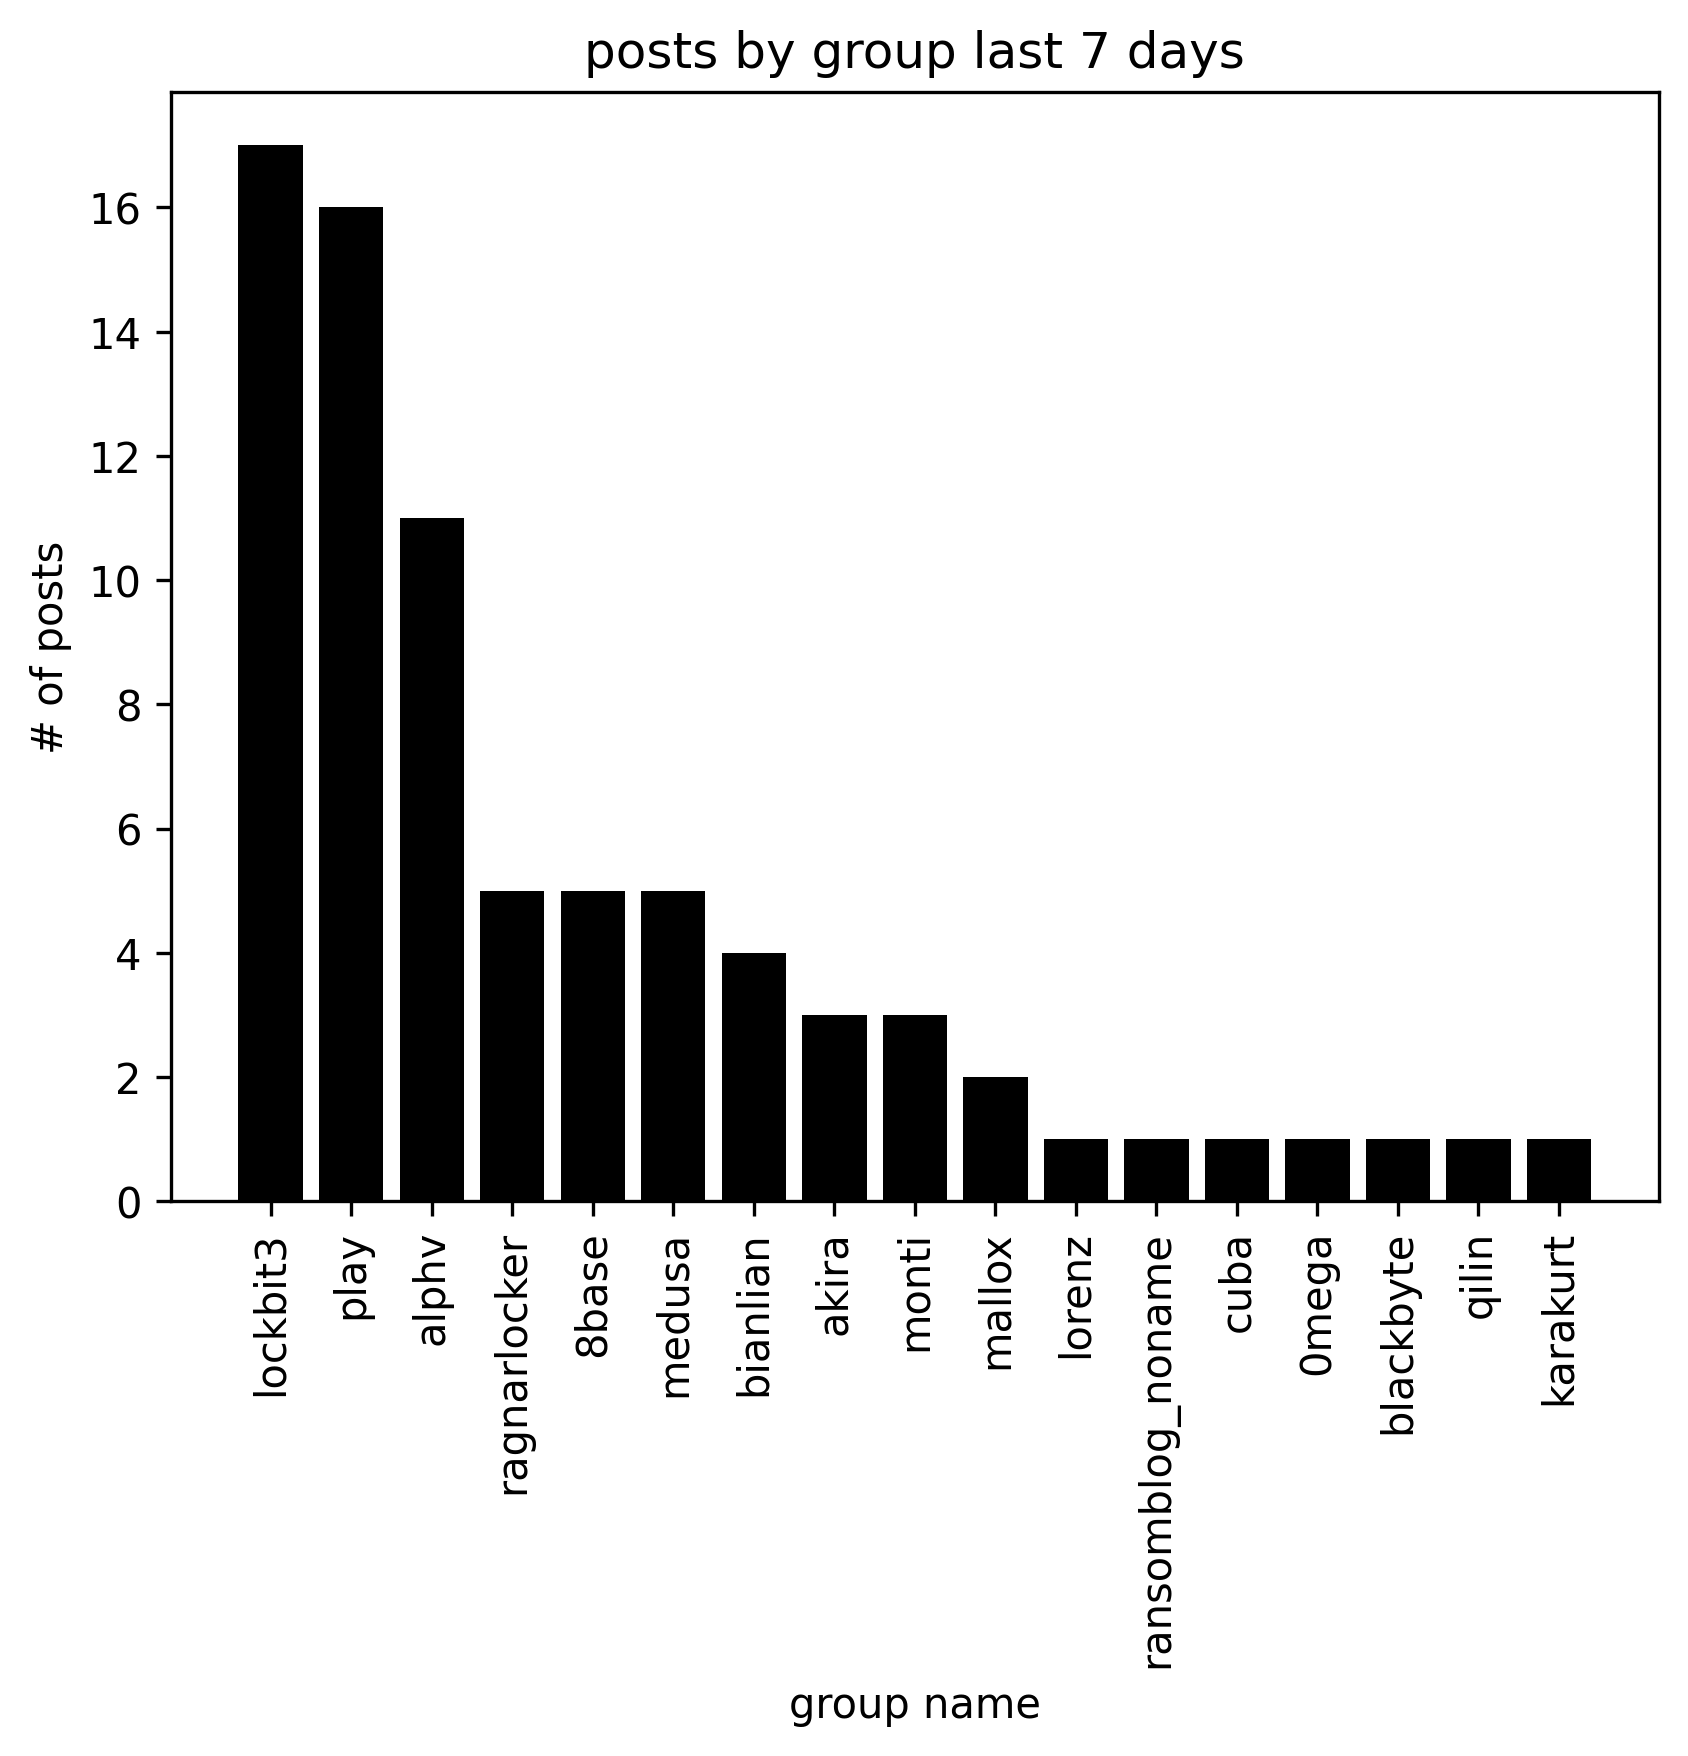 posts by group last 7 days
# of posts
16
14
12
10
8
6
4
2
0
lockbit3
play
alphv
ragnarlocker
8base
medusa
bianlian
akira
monti
mallox
lorenz
ransomblog_noname
cuba
0mega
blackbyte
qilin
karakurt
group name